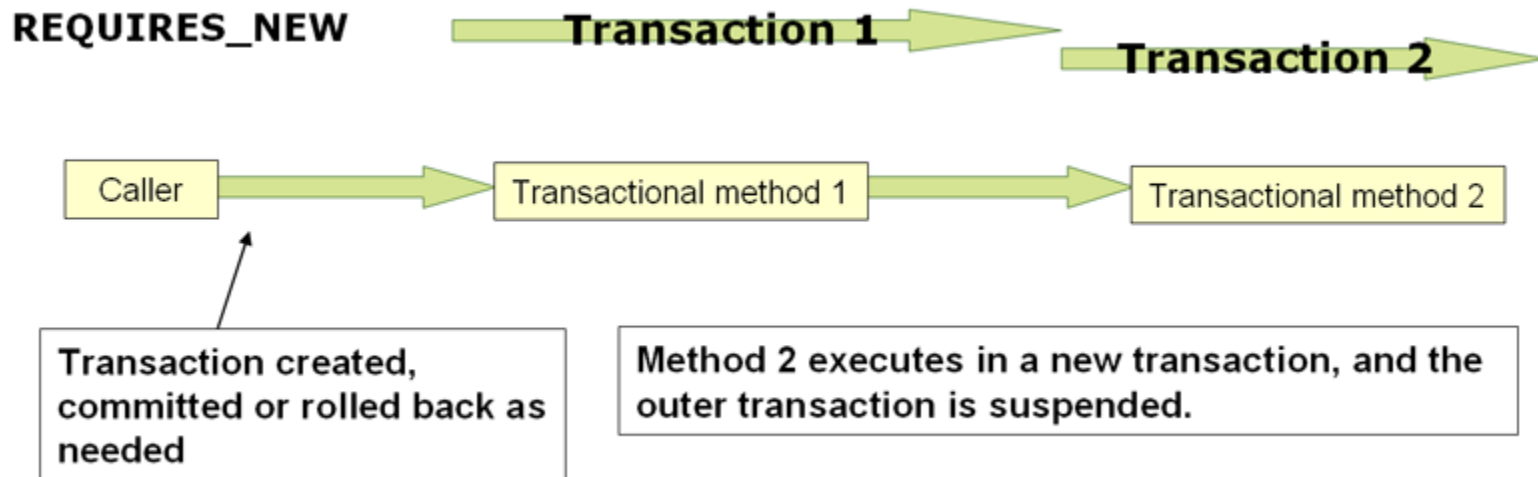 REQUIRES_NEW
Transaction 1
Transaction 2
Caller
Transactional method 1
Transactional method 2
Transaction created,
committed or rolled back as
needed
Method 2 executes in a new transaction, and the
outer transaction is suspended.